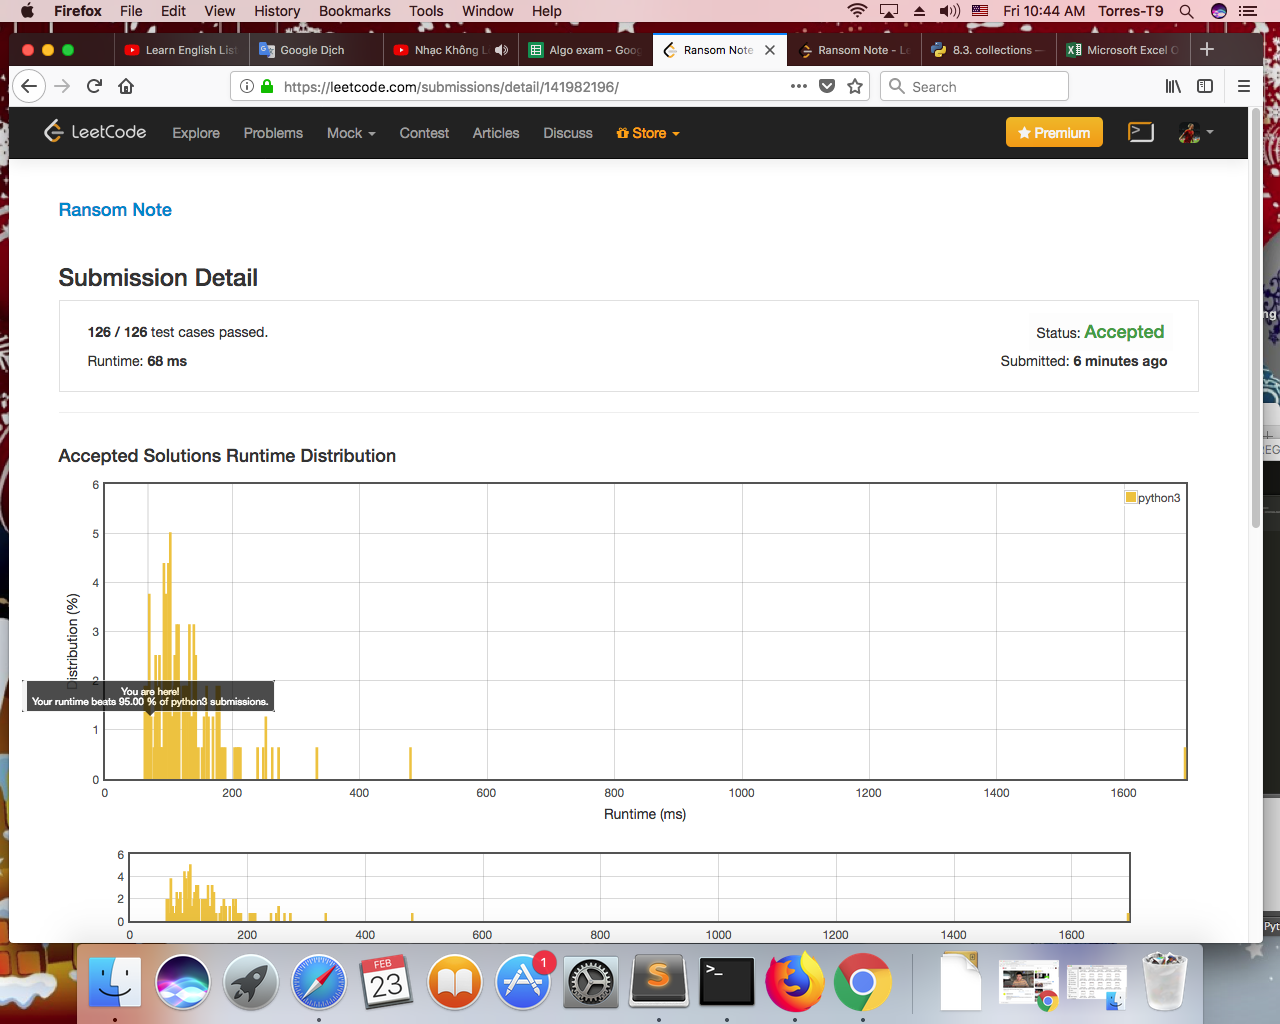 Firefox File Edit View History Bookmarks Tools Window Help Fri 10:44 AM Torres-T9
Learn English List Google Dịch Nhạc Không L Algo exam - Goo Ransom Note Ransom Note - Le 8.3. collections — Microsoft Excel O
https://leetcode.com/submissions/detail/141982196/ Search
LeetCode Explore Problems Mock Contest Articles Discuss Store Premium
Ransom Note
Submission Detail
126 / 126 test cases passed. Status: Accepted
Runtime: 68 ms Submitted: 6 minutes ago
Accepted Solutions Runtime Distribution
python3
Distribution (%)
6
5
4
3
2
1
0
You are here!
Your runtime beats 95.00 % of python3 submissions.
0 200 400 600 800 1000 1200 1400 1600
Runtime (ms)
6
4
2
0
0 200 400 600 800 1000 1200 1400 1600
FEB
23
1
S
>_
ng
EG
Pyt